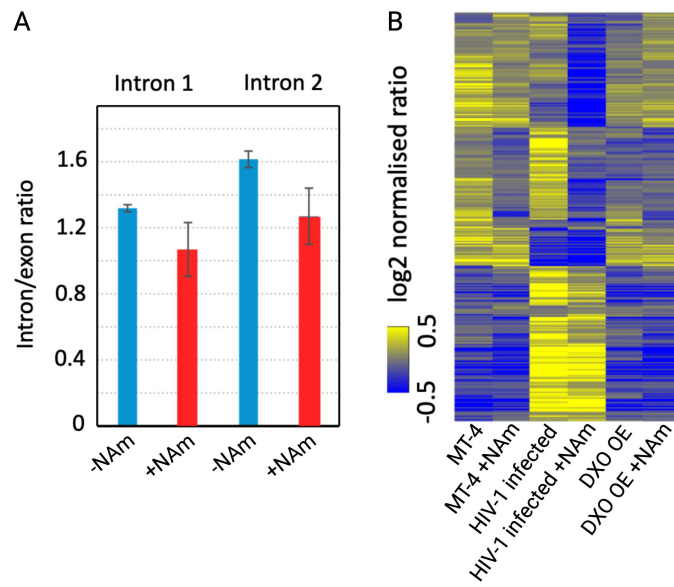 A
Intron 1
Intron 2
Intron/exon ratio
1.6
1.2
0.8
0.4
0
-NAm
+NAm
-NAm
+NAm
B
log2 normalised ratio
0.5
-0.5
MT-4
MT-4 +NAm
HIV-1 infected
HIV-1 infected +NAm
DXO OE
DXO OE +NAm